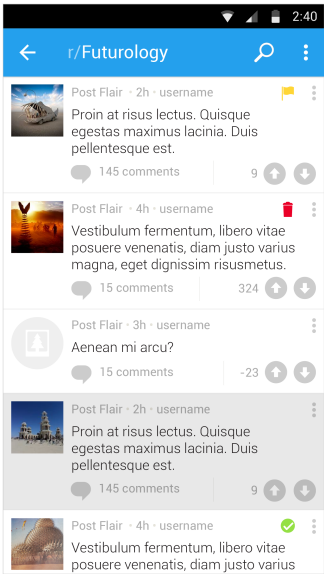 2:40
r/Futurology
Post Flair • 2h • username
Proin at risus lectus. Quisque
egestas maximus lacinia. Duis
pellentesque est.
145 comments
9
Post Flair • 4h • username
Vestibulum fermentum, libero vitae
posuere venenatis, diam justo varius
magna, eget dignissim risusmetus.
15 comments
324
Post Flair • 3h • username
Aenean mi arcu?
15 comments
-23
Post Flair • 2h • username
Proin at risus lectus. Quisque
egestas maximus lacinia. Duis
pellentesque est.
145 comments
9
Post Flair • 4h • username
Vestibulum fermentum, libero vitae
posuere venenatis, diam justo varius